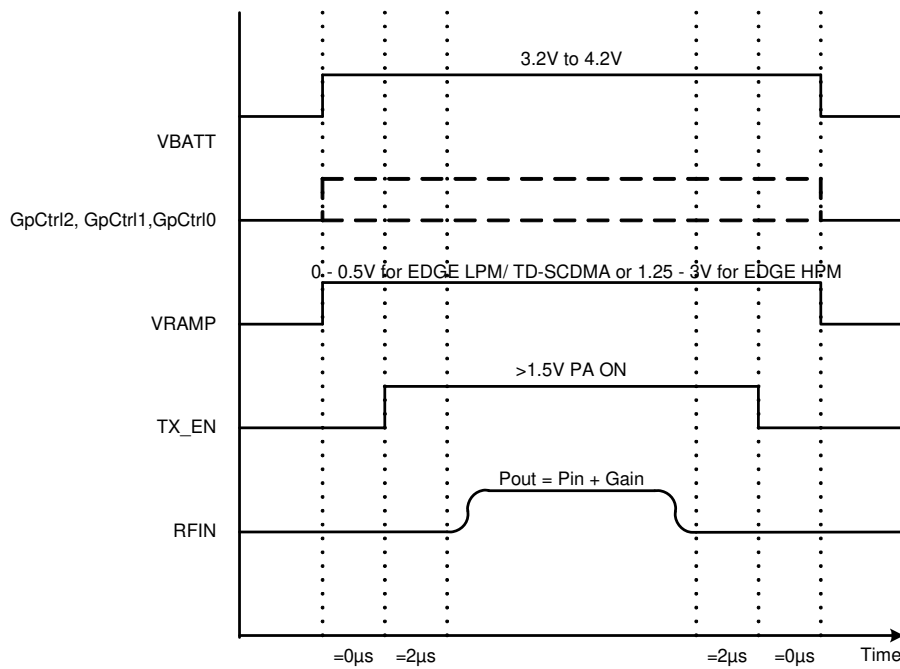 3.2V to 4.2V
VBATT
GpCtrl2, GpCtrl1,GpCtrl0
0 - 0.5V for EDGE LPM/ TD-SCDMA or 1.25 - 3V for EDGE HPM
VRAMP
>1.5V PA ON
TX_EN
Pout = Pin + Gain
RFIN
=0µs =2µs =2µs =0µs Time